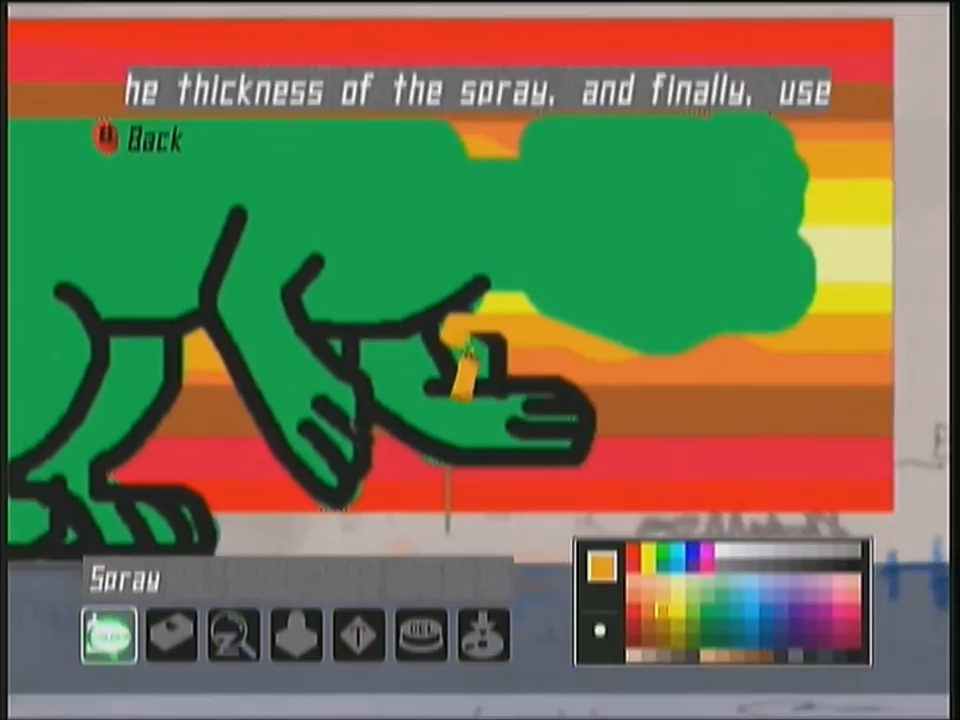 he thickness of the spray, and finally, use
Back
Spray